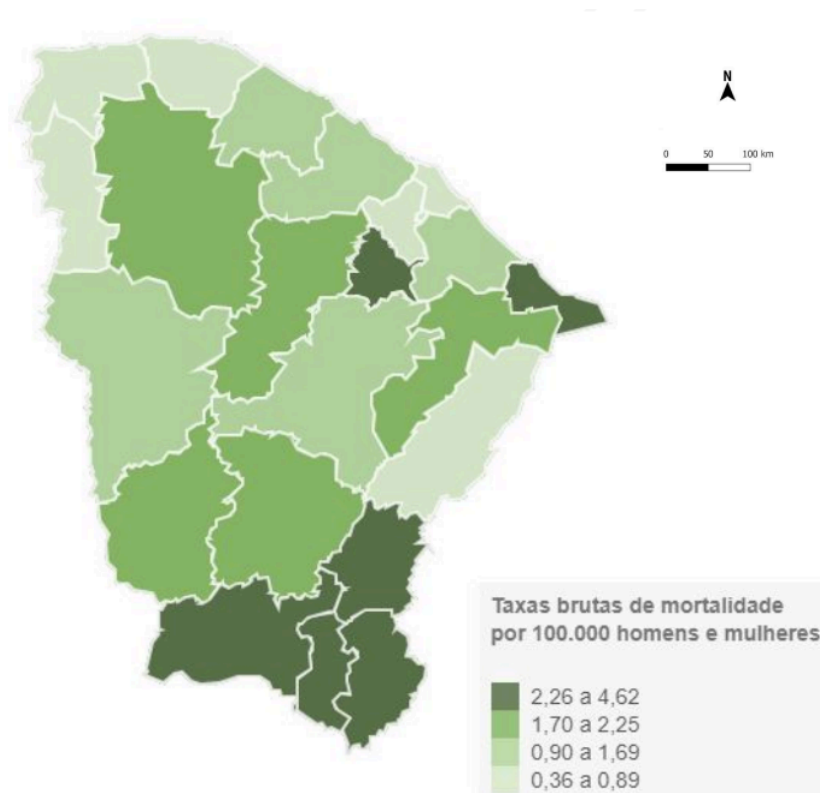 N
0 50 100 km
Taxas brutas de mortalidade
por 100.000 homens e mulheres
2,26 a 4,62
1,70 a 2,25
0,90 a 1,69
0,36 a 0,89